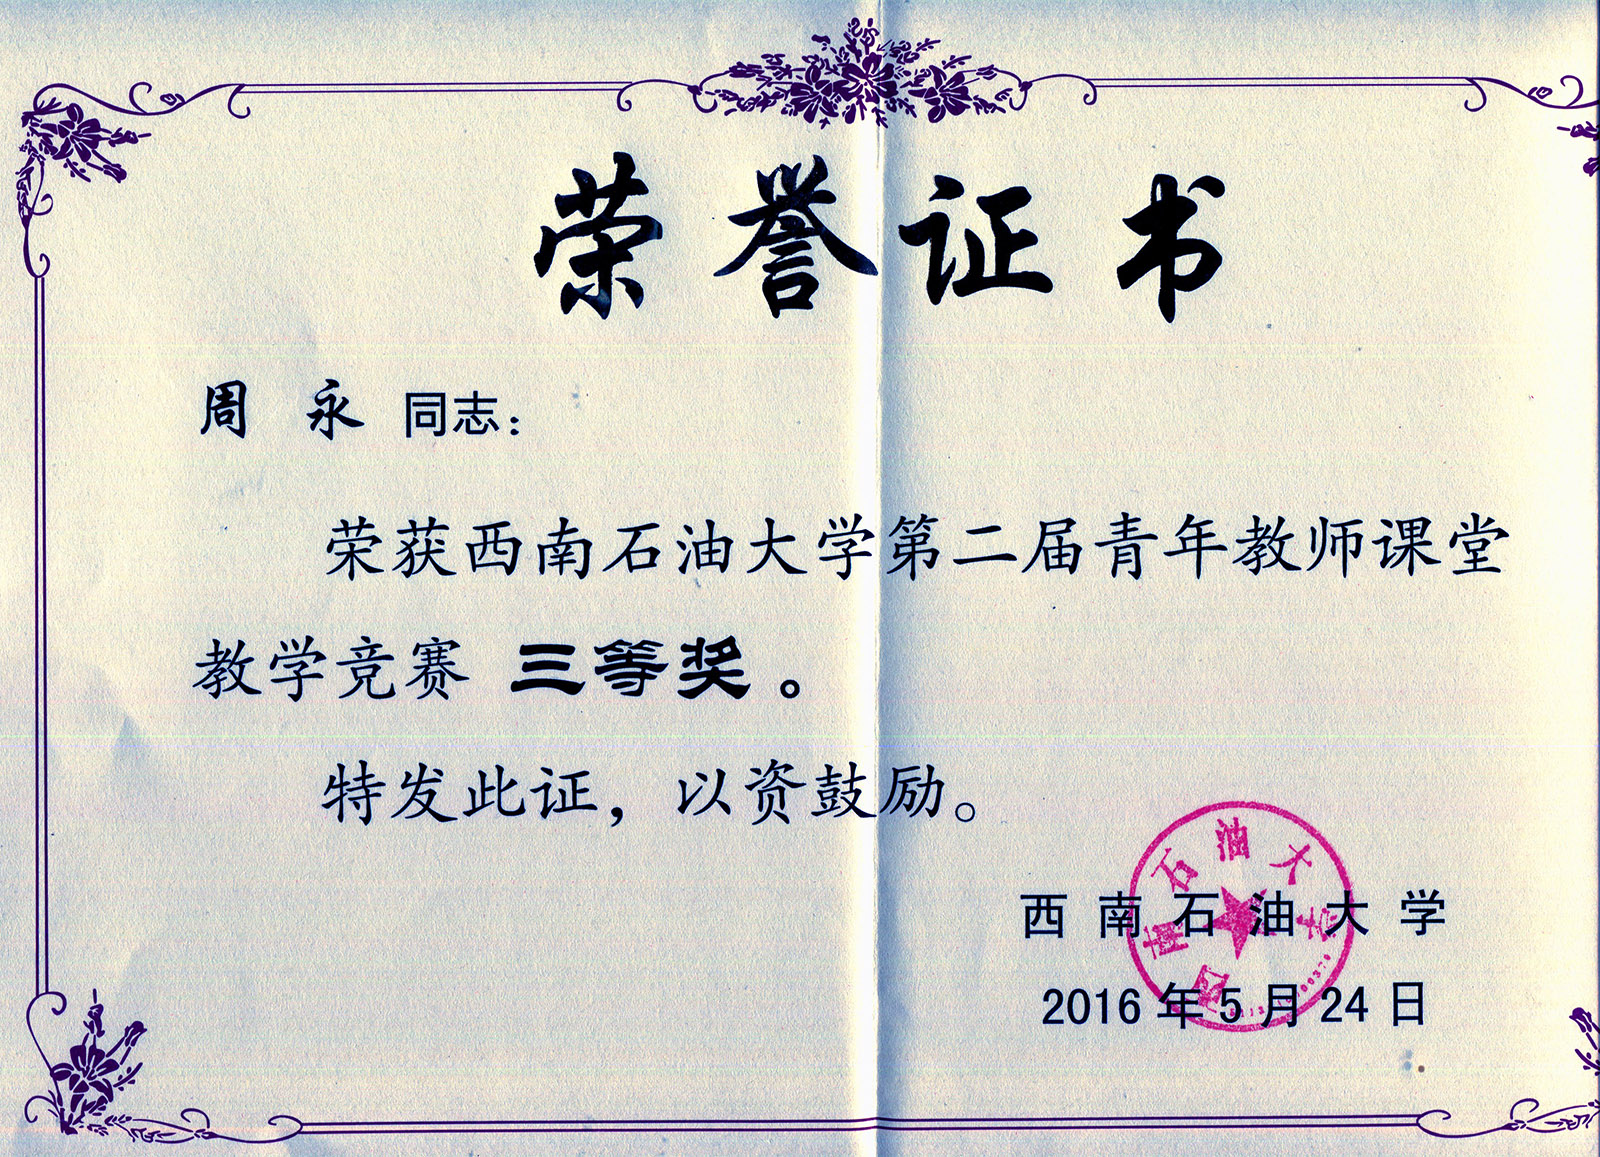 荣誉证书
周永 同志：
荣获西南石油大学第二届青年教师课堂
教学竞赛 三等奖。
特发此证，以资鼓励。
西南石油大学
西南石油大学
2016年5月24日